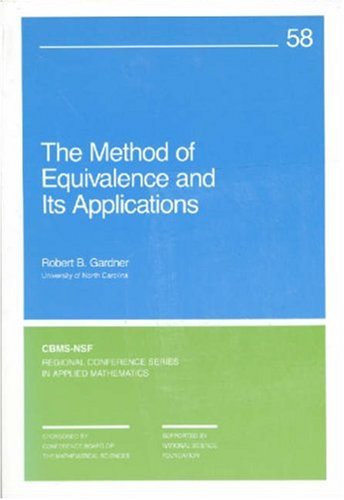 58
The Method of
Equivalence and
Its Applications
Robert B. Gardner
University of North Carolina
CBMS-NSF
REGIONAL CONFERENCE SERIES
IN APPLIED MATHEMATICS
SPONSORED BY
CONFERENCE BOARD OF
THE MATHEMATICAL SCIENCES
SUPPORTED BY
NATIONAL SCIENCE
FOUNDATION